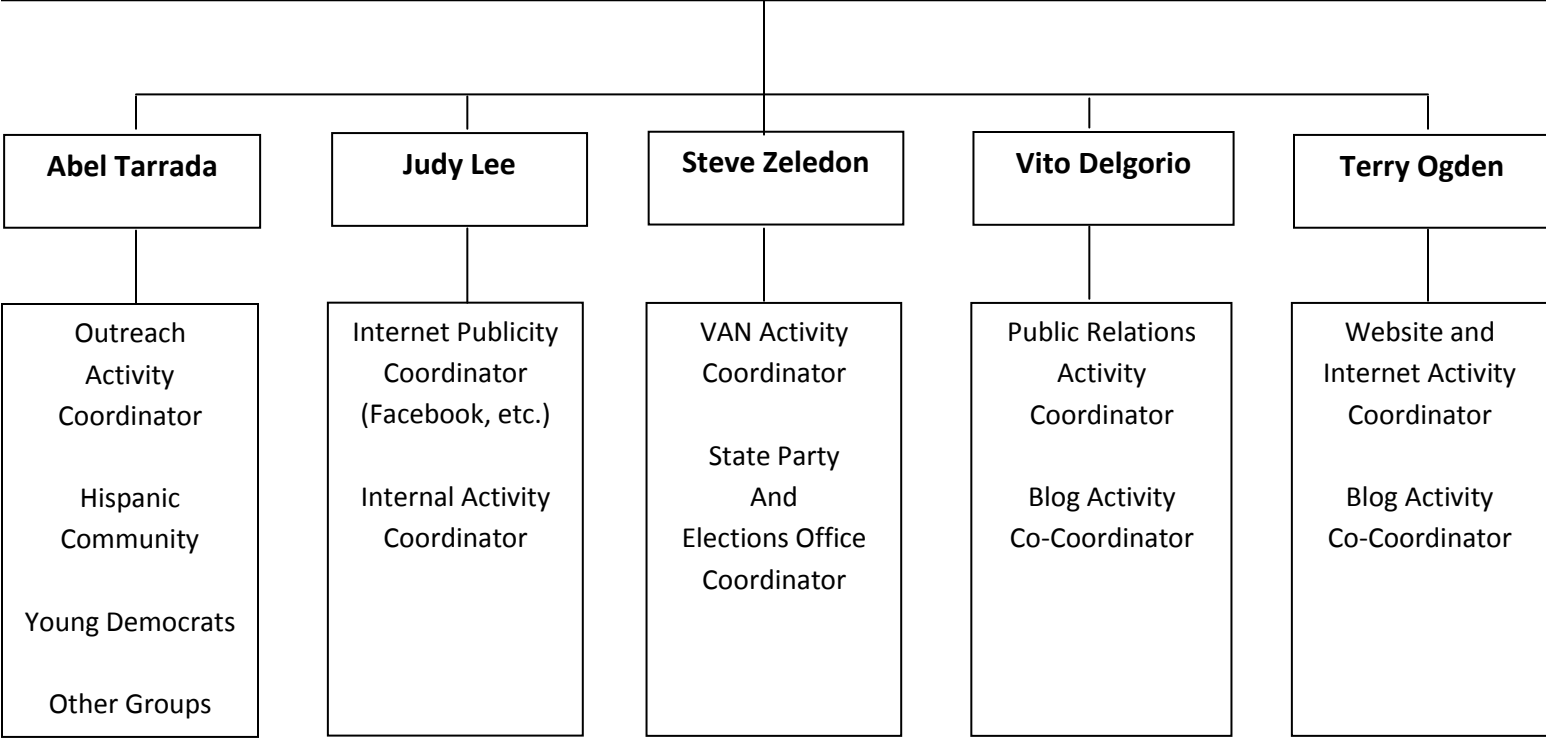 Abel Tarrada
Judy Lee
Steve Zeledon
Vito Delgorio
Terry Ogden
Outreach
Activity
Coordinator
Hispanic
Community
Young Democrats
Other Groups
Internet Publicity
Coordinator
(Facebook, etc.)
Internal Activity
Coordinator
VAN Activity
Coordinator
State Party
And
Elections Office
Coordinator
Public Relations
Activity
Coordinator
Blog Activity
Co-Coordinator
Website and
Internet Activity
Coordinator
Blog Activity
Co-Coordinator